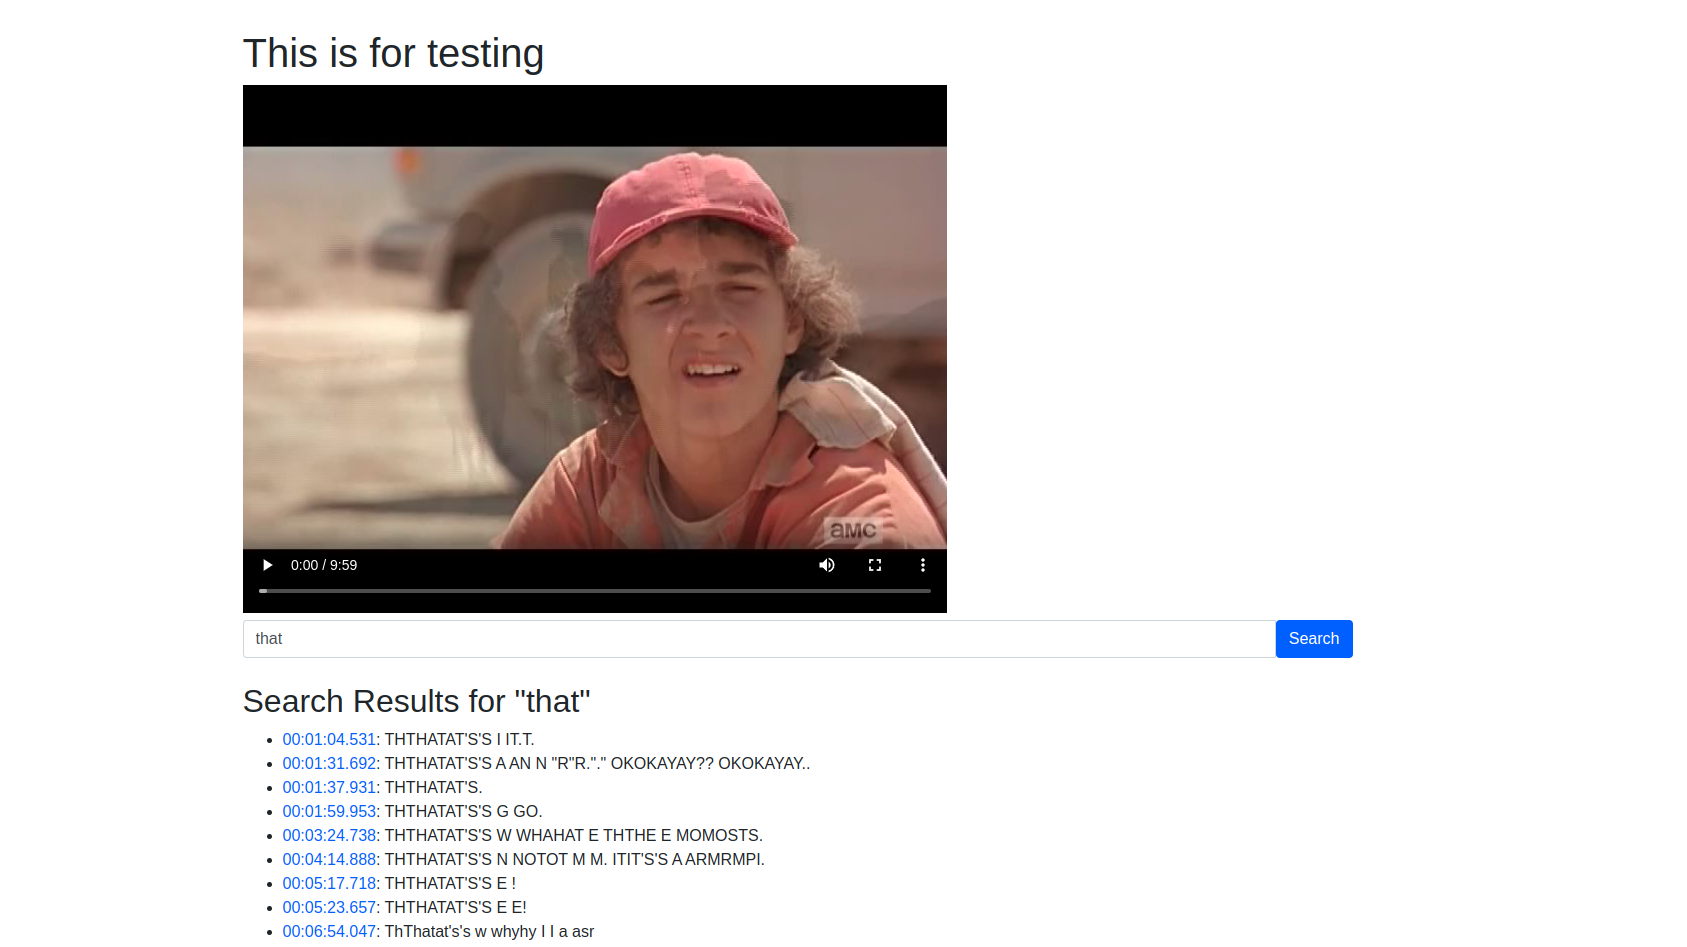 This is for testing
amc
0:00 / 9:59
that
Search
Search Results for "that"
00:01:04.531: THTHATAT'S'S I IT.T.
00:01:31.692: THTHATAT'S'S A AN N "R"R."." OKOKAYAY?? OKOKAYAY..
00:01:37.931: THTHATAT'S.
00:01:59.953: THTHATAT'S'S G GO.
00:03:24.738: THTHATAT'S'S W WHAHAT E THTHE E MOMOSTS.
00:04:14.888: THTHATAT'S'S N NOTOT M M. ITIT'S'S A ARMRMPI.
00:05:17.718: THTHATAT'S'S E !
00:05:23.657: THTHATAT'S'S E E!
00:06:54.047: ThThatat's's w whyhy I I a asr